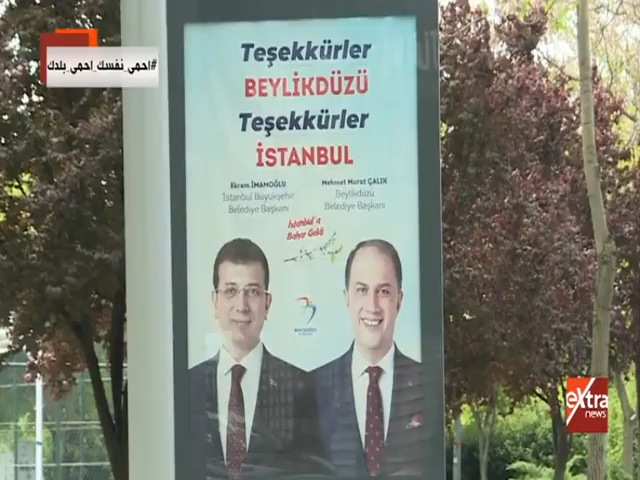 #احمي_نفسك_احمي_بلدك
Teşekkürler
BEYLİKDÜZÜ
Teşekkürler
İSTANBUL
Ekrem İMAMOĞLU
İstanbul Büyükşehir
Belediye Başkanı
Mehmet Murat ÇALIK
Beylikdüzü
Belediye Başkanı
İstanbul'a
Bahar Geldi
eXtra
news